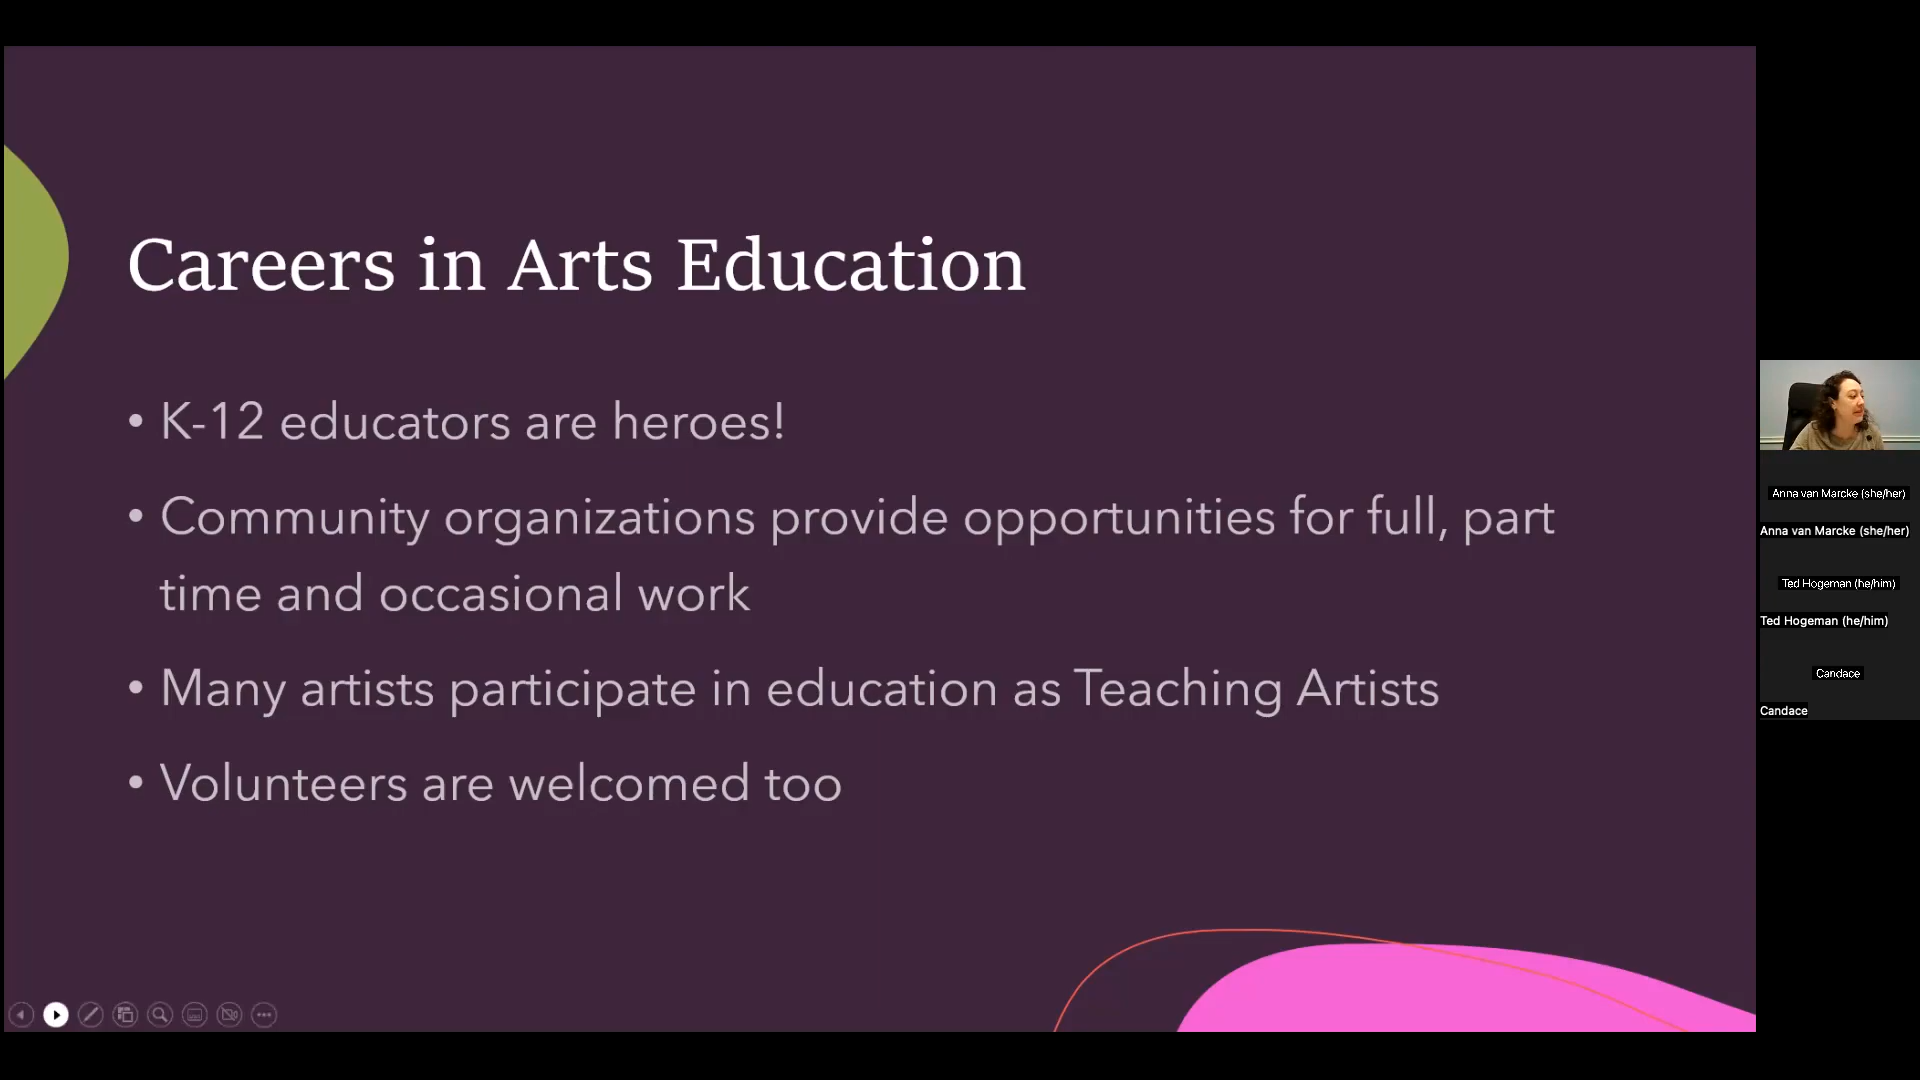 Careers in Arts Education
• K-12 educators are heroes!
• Community organizations provide opportunities for full, part
time and occasional work
• Many artists participate in education as Teaching Artists
• Volunteers are welcomed too
Anna van Marcke (she/her)
Anna van Marcke (she/her)
Ted Hogeman (he/him)
Ted Hogeman (he/him)
Candace
Candace